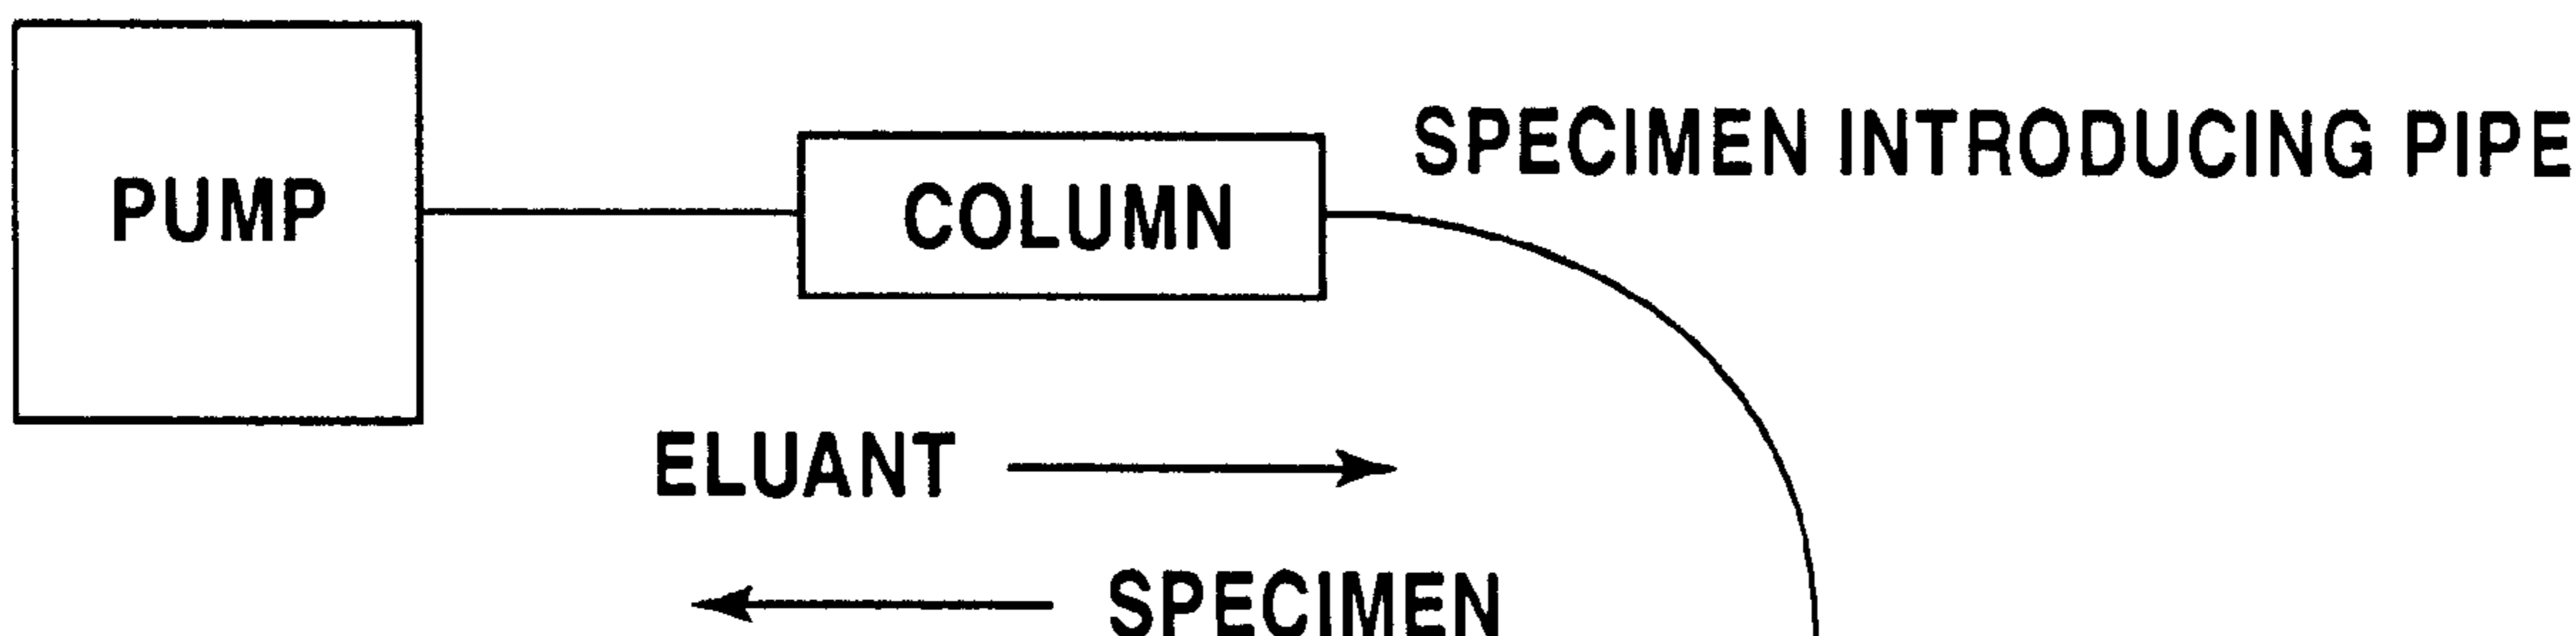 SPECIMEN INTRODUCING PIPE
PUMP
COLUMN
ELUANT
SPECIMEN